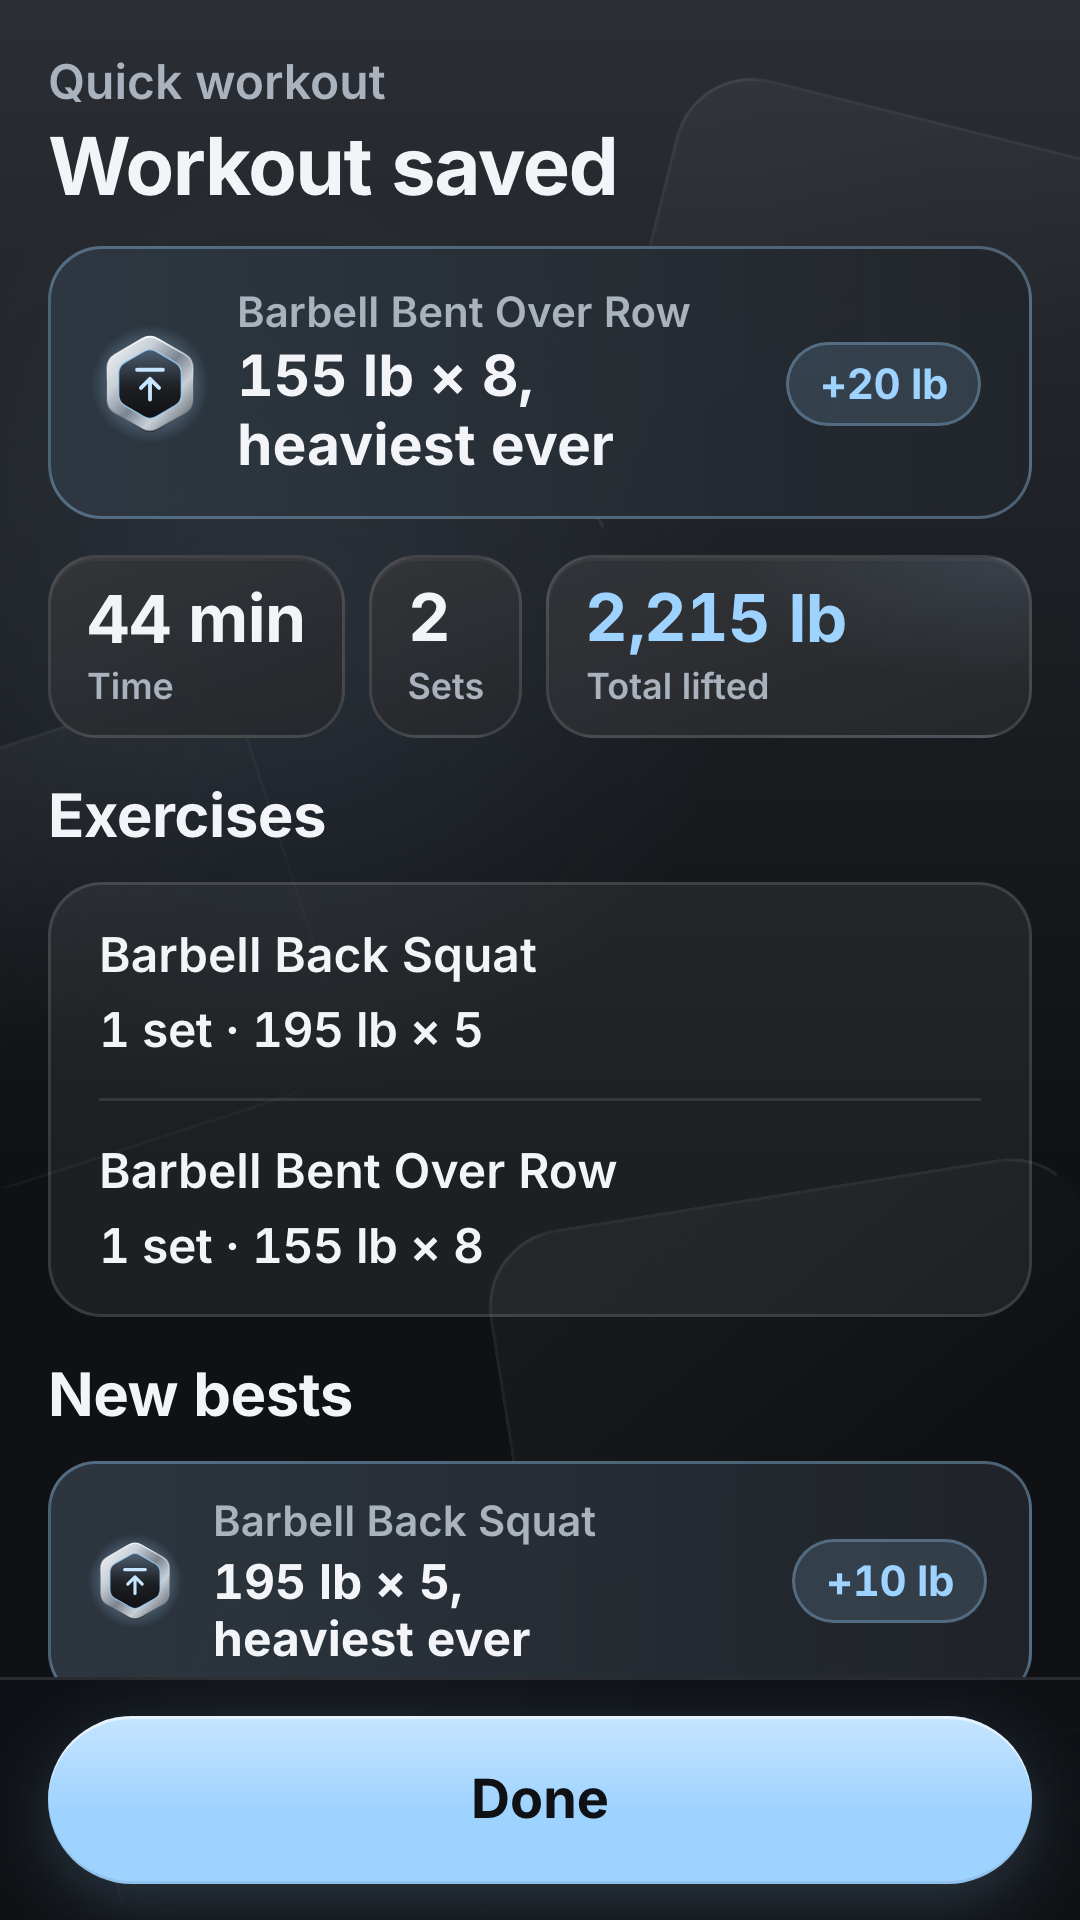 Quick workout
Workout saved
Barbell Bent Over Row
155 lb × 8,
heaviest ever
+20 lb
44 min
Time
2
Sets
2,215 lb
Total lifted
Exercises
Barbell Back Squat
1 set · 195 lb × 5
Barbell Bent Over Row
1 set · 155 lb × 8
New bests
Barbell Back Squat
195 lb × 5,
heaviest ever
+10 lb
Done